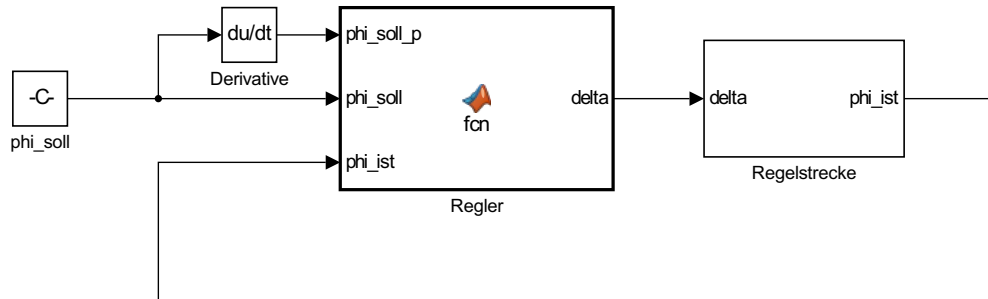 du/dt
phi_soll_p
Derivative
-C-
phi_soll
phi_soll
fcn
delta
delta
phi_ist
phi_ist
Regelstrecke
Regler